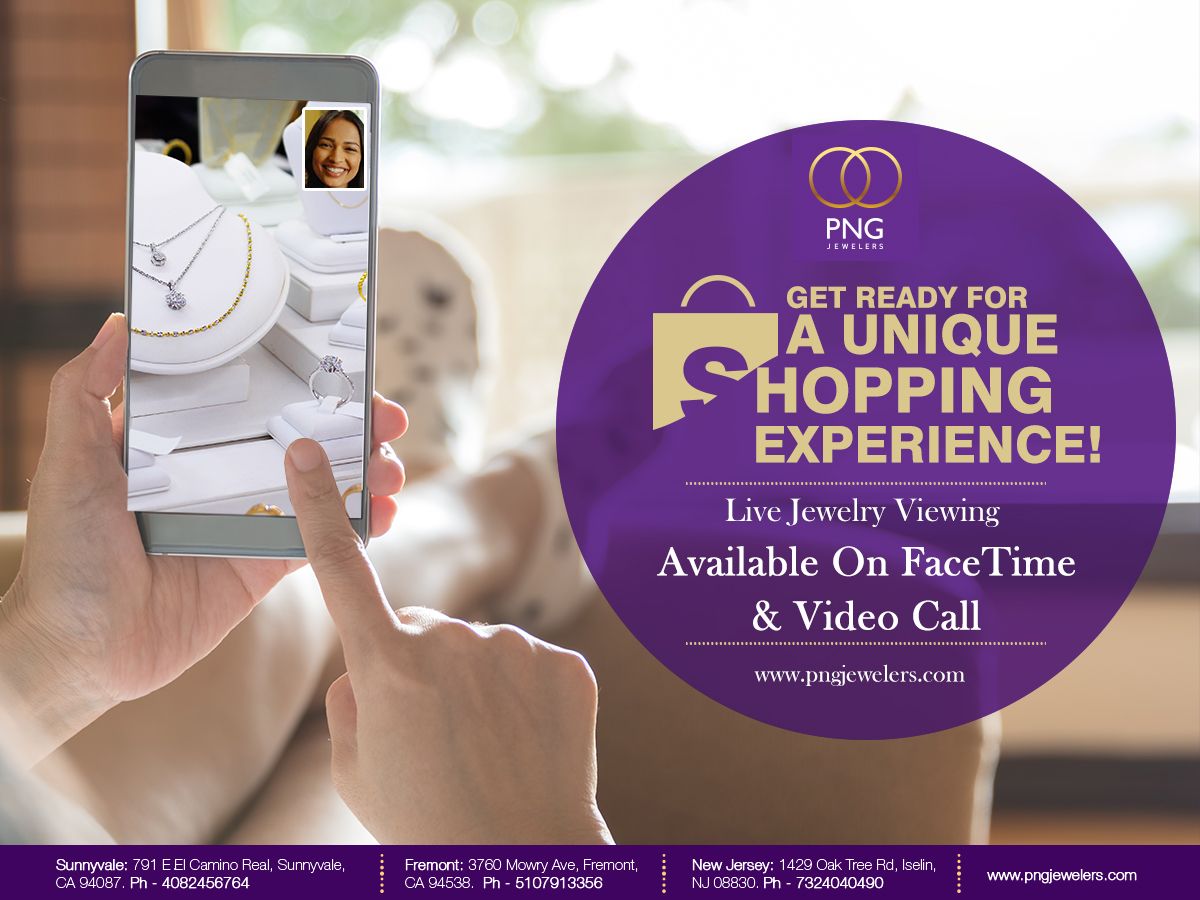 PNG
JEWELERS
GET READY FOR
A UNIQUE
SHOPPING
EXPERIENCE!
Live Jewelry Viewing
Available On FaceTime
& Video Call
www.pngjewelers.com
Sunnyvale: 791 E El Camino Real, Sunnyvale,
CA 94087. Ph - 4082456764
Fremont: 3760 Mowry Ave, Fremont,
CA 94538. Ph - 5107913356
New Jersey: 1429 Oak Tree Rd, Iselin,
NJ 08830. Ph - 7324040490
www.pngjewelers.com